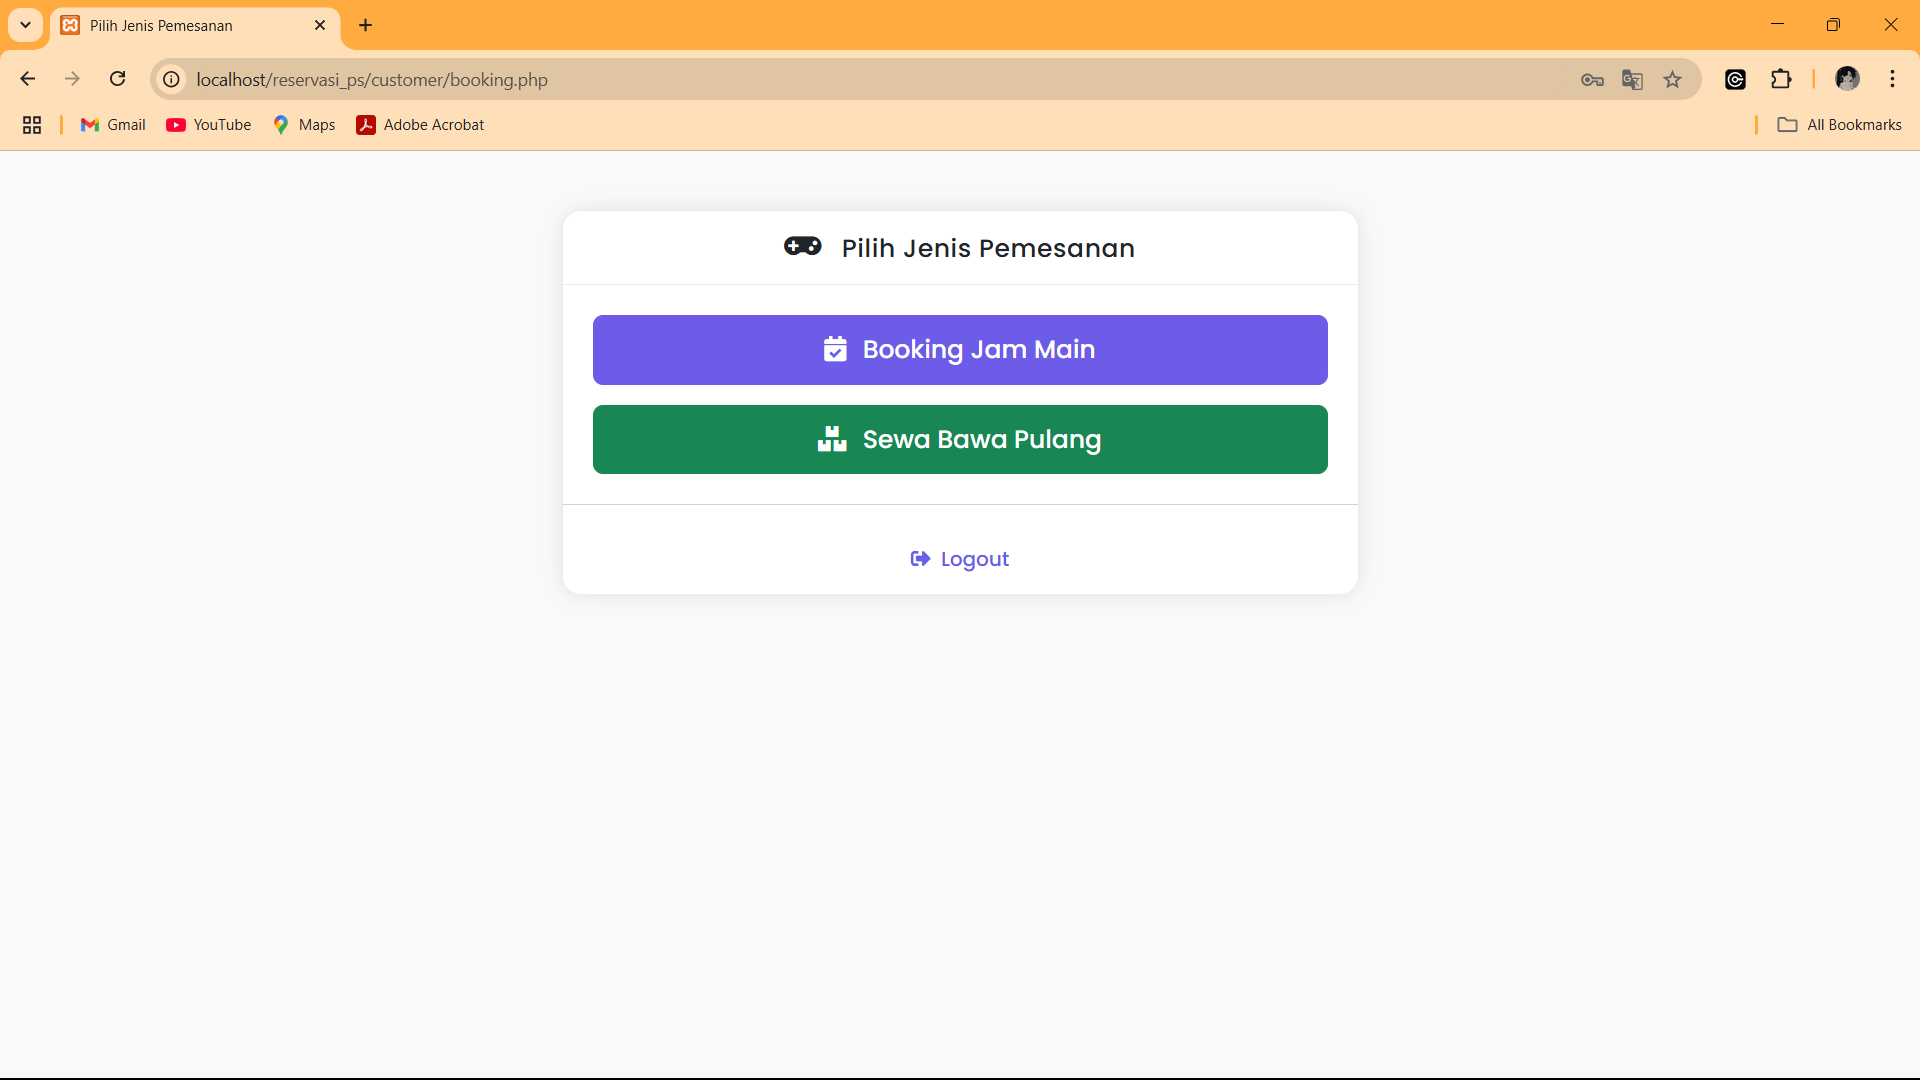 Pilih Jenis Pemesanan
localhost/reservasi_ps/customer/booking.php
Gmail
YouTube
Maps
Adobe Acrobat
All Bookmarks
Pilih Jenis Pemesanan
Booking Jam Main
Sewa Bawa Pulang
Logout